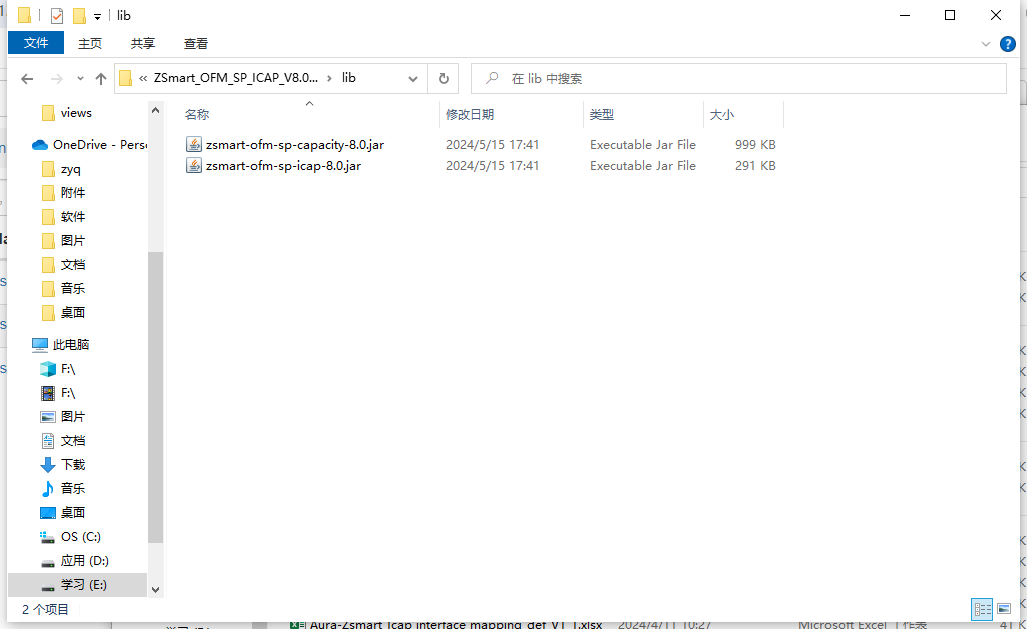 lib
文件 主页 共享 查看
« ZSmart_OFM_SP_ICAP_V8.0... › lib
在 lib 中搜索
views
OneDrive - Pers
zyq
附件
软件
图片
文档
音乐
桌面
此电脑
F:\
F:\
图片
文档
下载
音乐
桌面
OS (C:)
应用 (D:)
学习 (E:)
名称 修改日期 类型 大小
zsmart-ofm-sp-capacity-8.0.jar 2024/5/15 17:41 Executable Jar File 999 KB
zsmart-ofm-sp-icap-8.0.jar 2024/5/15 17:41 Executable Jar File 291 KB
2 个项目
Aura-Zsmart Icap interface mapping_def V1_1.xlsx 2024/4/11 10:27 Microsoft Excel 工作表 41 K